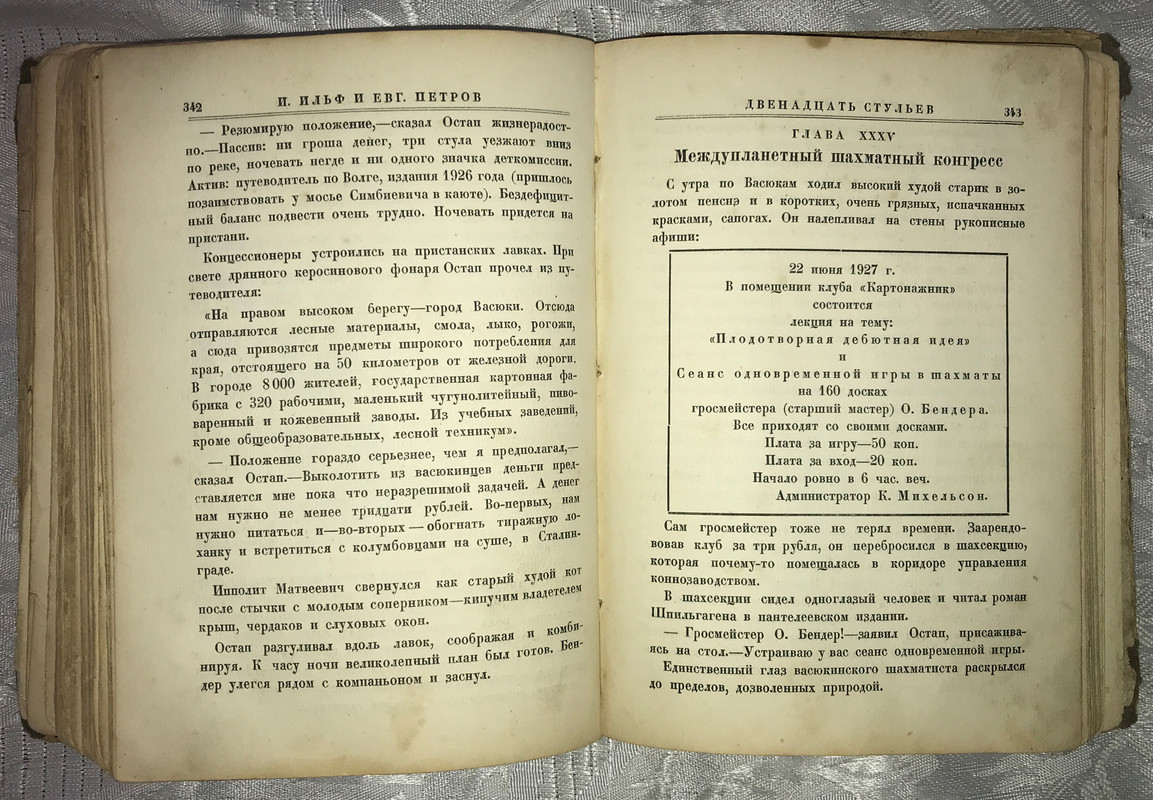 342
И. ИЛЬФ И ЕВГ. ПЕТРОВ
— Резюмирую положение,—сказал Остап жизнерадост-
но.—Пассив: ни гроша денег, три стула уезжают вниз
по реке, ночевать негде и ни одного значка деткомиссии.
Актив: путеводитель по Волге, издания 1926 года (пришлось
позаимствовать у мосье Симбиевича в каюте). Бездефицит-
ный баланс подвести очень трудно. Ночевать придется на
пристани.
Концессионеры устроились на пристанских лавках. При
свете дрянного керосинового фонаря Остап прочел из пу-
теводителя:
«На правом высоком берегу—город Васюки. Отсюда
отправляются лесные материалы, смола, лыко, рогожи,
а сюда привозятся предметы широкого потребления для
края, отстоящего на 50 километров от железной дороги.
В городе 8000 жителей, государственная картонная фа-
брика с 320 рабочими, маленький чугунолитейный, пиво-
варенный и кожевенный заводы. Из учебных заведений,
кроме общеобразовательных, лесной техникум».
— Положение гораздо серьезнее, чем я предполагал,—
сказал Остап.—Выколотить из васюкинцев деньги пред-
ставляется мне пока что неразрешимой задачей. А денег
нам нужно не менее тридцати рублей. Во-первых, нам
нужно питаться и—во-вторых — обогнать тиражную ло-
ханку и встретиться с колумбовцами на суше, в Сталин-
граде.
Ипполит Матвеевич свернулся как старый худой кот
после стычки с молодым соперником—кипучим владетелем
крыш, чердаков и слуховых окон.
Остап разгуливал вдоль лавок, соображая и комби-
нируя. К часу ночи великолепный план был готов. Бен-
дер улегся рядом с компаньоном и заснул.
ДВЕНАДЦАТЬ СТУЛЬЕВ
343
ГЛАВА XXXV
Междупланетный шахматный конгресс
С утра по Васюкам ходил высокий худой старик в зо-
лотом пенснэ и в коротких, очень грязных, испачканных
красками, сапогах. Он налепливал на стены рукописные
афиши:
22 июня 1927 г.
В помещении клуба «Картонажник»
состоится
лекция на тему:
«Плодотворная дебютная идея»
и
Сеанс одновременной игры в шахматы
на 160 досках
гросмейстера (старший мастер) О. Бендера.
Все приходят со своими досками.
Плата за игру—50 коп.
Плата за вход—20 коп.
Начало ровно в 6 час. веч.
Администратор К. Михельсон.
Сам гросмейстер тоже не терял времени. Заарендо-
вовав клуб за три рубля, он перебросился в шахсекцию,
которая почему-то помещалась в коридоре управления
коннозаводством.
В шахсекции сидел одноглазый человек и читал роман
Шпильгагена в пантелеевском издании.
— Гросмейстер О. Бендер!—заявил Остап, присажива-
ясь на стол.—Устраиваю у вас сеанс одновременной игры.
Единственный глаз васюкинского шахматиста раскрылся
до пределов, дозволенных природой.